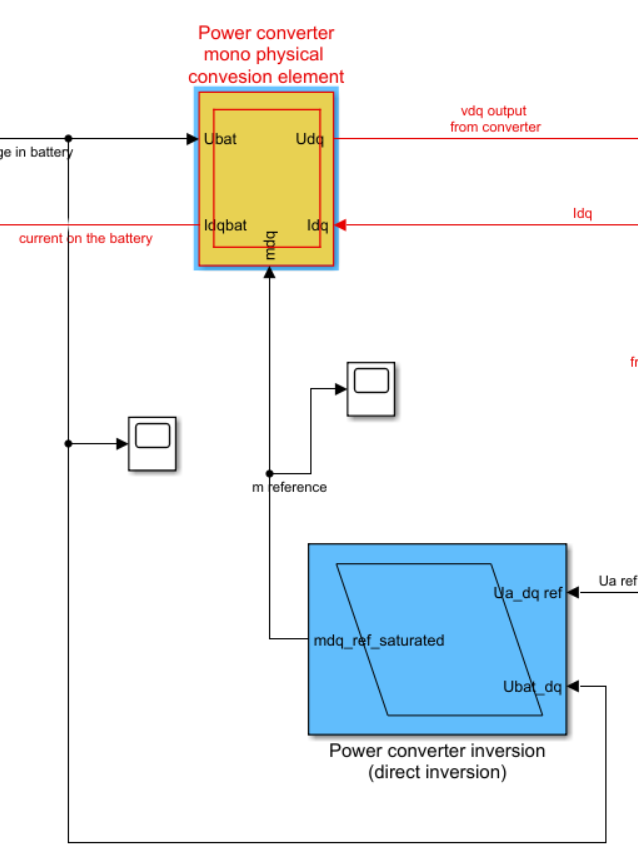 Power converter
mono physical
convesion element
vdq output
from converter
Ubat
Udq
ge in battery
Idqbat
Idq
Idq
current on the battery
mdq
fr
m reference
Ua_dq ref
Ua ref
mdq_ref_saturated
Ubat_dq
Power converter inversion
(direct inversion)